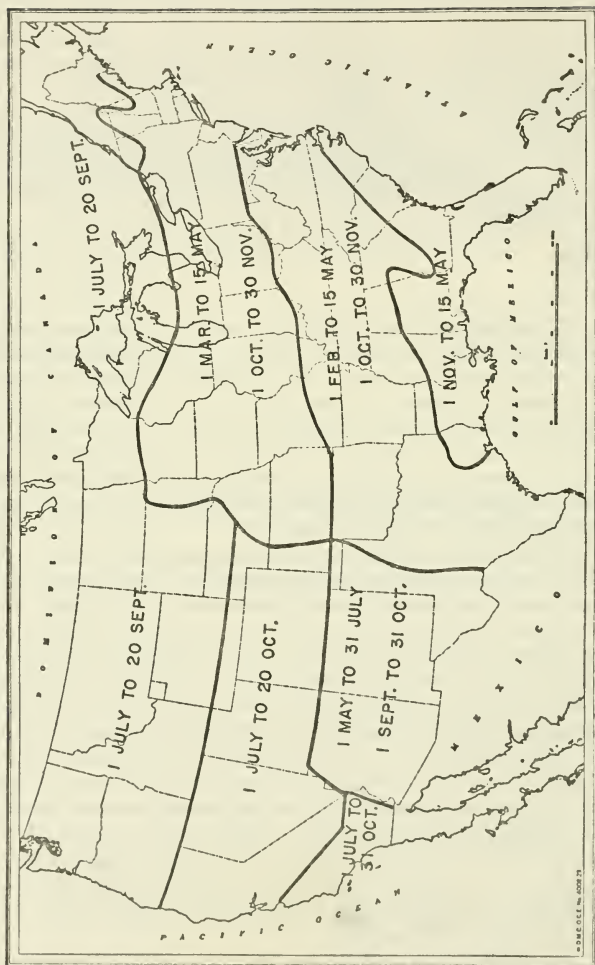 DOMINION OF CANADA
1 JULY TO 20 SEPT.
1 JULY TO 20 SEPT.
1 MAR. TO 15 MAY
1 OCT. TO 30 NOV.
1 JULY TO 20 OCT.
1 FEB. TO 15 MAY
1 OCT. TO 30 NOV.
1 MAY TO 31 JULY
1 SEPT. TO 31 OCT.
1 NOV. TO 15 MAY
1 JULY TO
31 OCT.
PACIFIC OCEAN
ATLANTIC OCEAN
GULF OF MEXICO
MEXICO